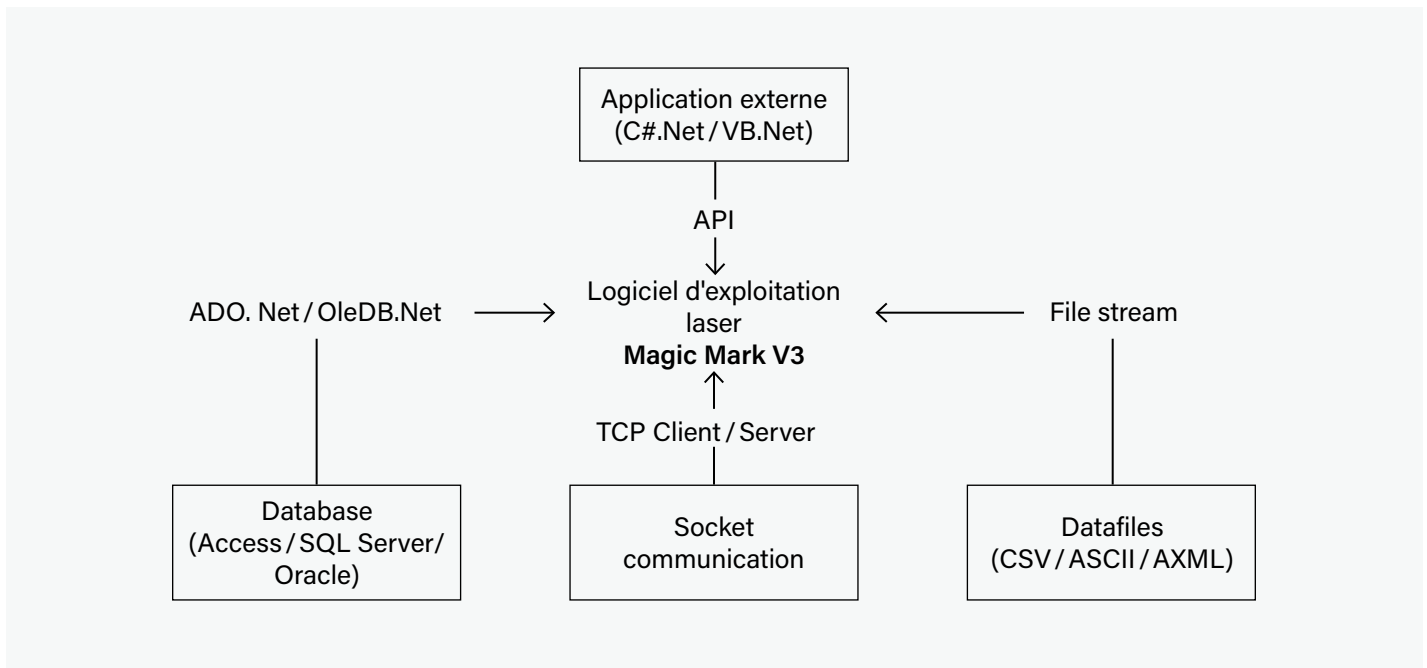 Application externe
(C#.Net / VB.Net)
API
Logiciel d'exploitation
laser
Magic Mark V3
ADO. Net / OleDB.Net
File stream
TCP Client / Server
Database
(Access / SQL Server/
Oracle)
Socket
communication
Datafiles
(CSV / ASCII / AXML)